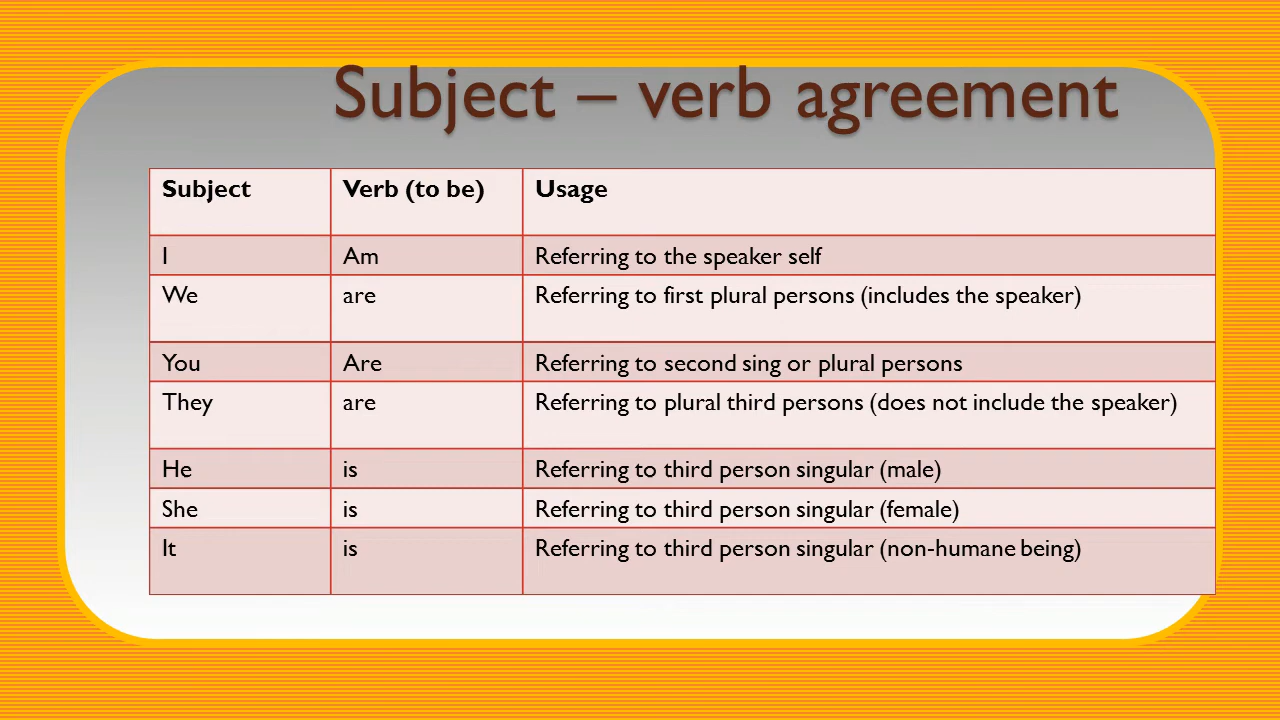 Subject – verb agreement
Subject Verb (to be) Usage
I Am Referring to the speaker self
We are Referring to first plural persons (includes the speaker)
You Are Referring to second sing or plural persons
They are Referring to plural third persons (does not include the speaker)
He is Referring to third person singular (male)
She is Referring to third person singular (female)
It is Referring to third person singular (non-humane being)